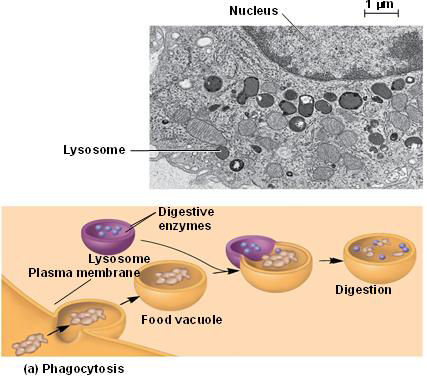 Nucleus
1 µm
Lysosome
Digestive
enzymes
Lysosome
Plasma membrane
Food vacuole
Digestion
(a) Phagocytosis